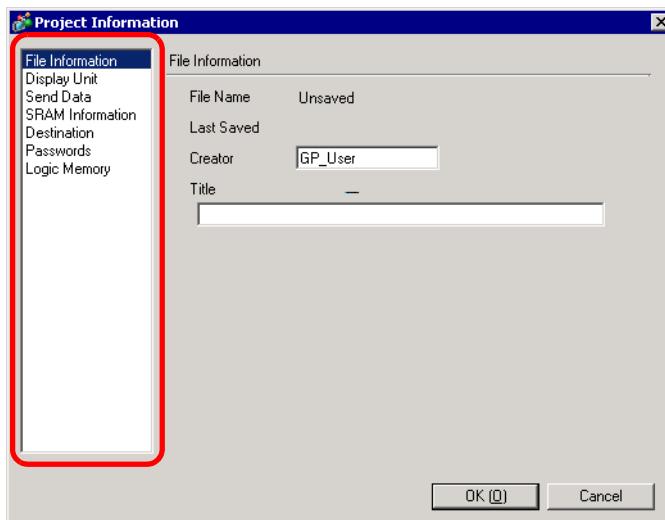 Project Information
File Information
Display Unit
Send Data
SRAM Information
Destination
Passwords
Logic Memory
File Information
File Name Unsaved
Last Saved
Creator GP_User
Title
OK (O) Cancel